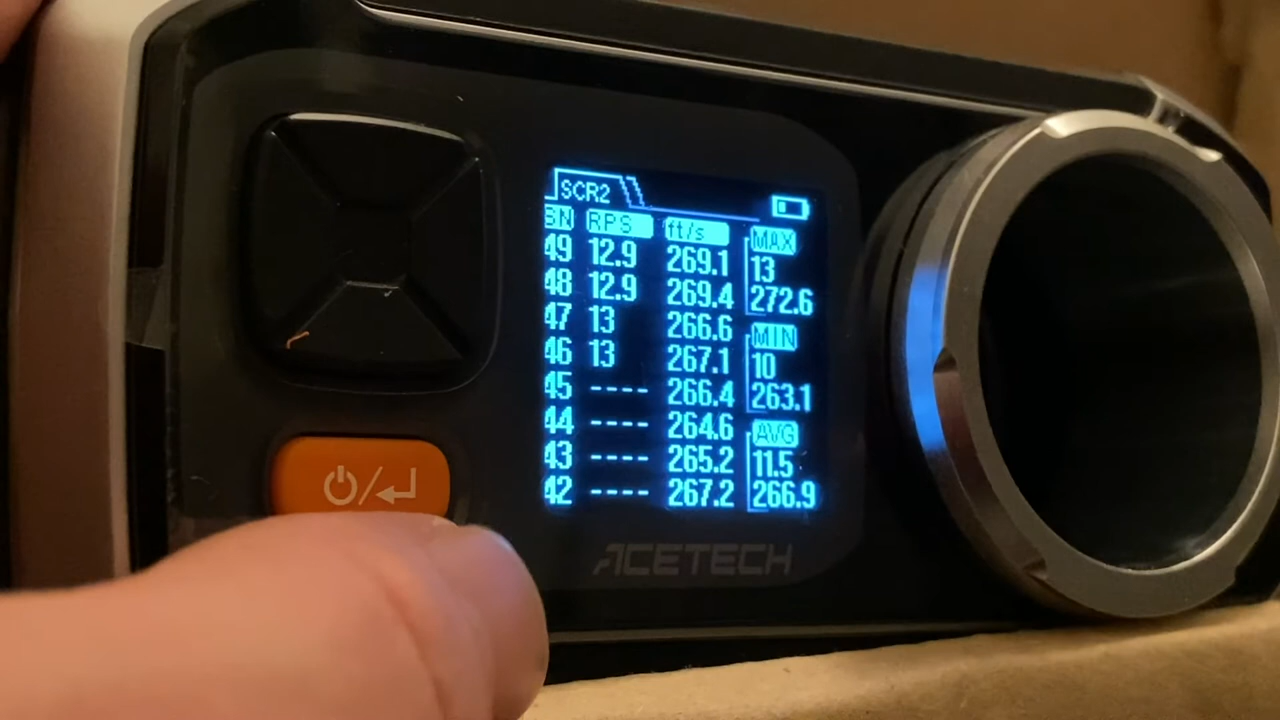 SCR2
SN RPS ft/s MAX
49 12.9 269.1 13
48 12.9 269.4 272.6
47 13 266.6 MIN
46 13 267.1 10
45 ---- 266.4 263.1
44 ---- 264.6 AVG
43 ---- 265.2 11.5
42 ---- 267.2 266.9
ACETECH